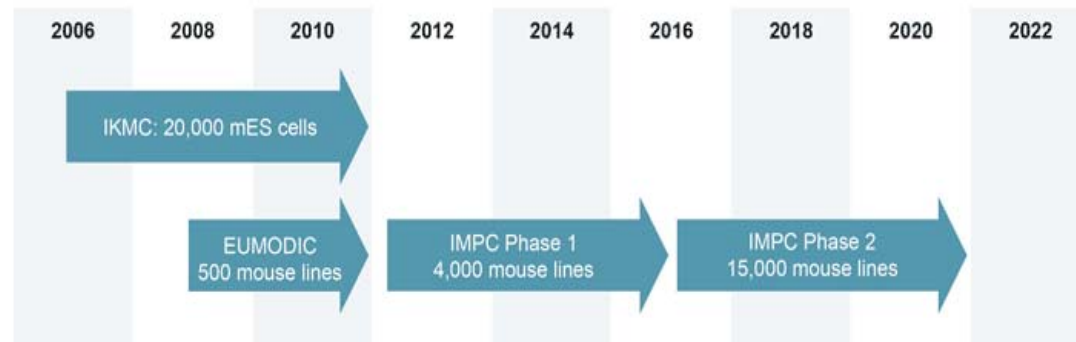 2006 2008 2010 2012 2014 2016 2018 2020 2022
IKMC: 20,000 mES cells
EUMODIC
500 mouse lines
IMPC Phase 1
4,000 mouse lines
IMPC Phase 2
15,000 mouse lines